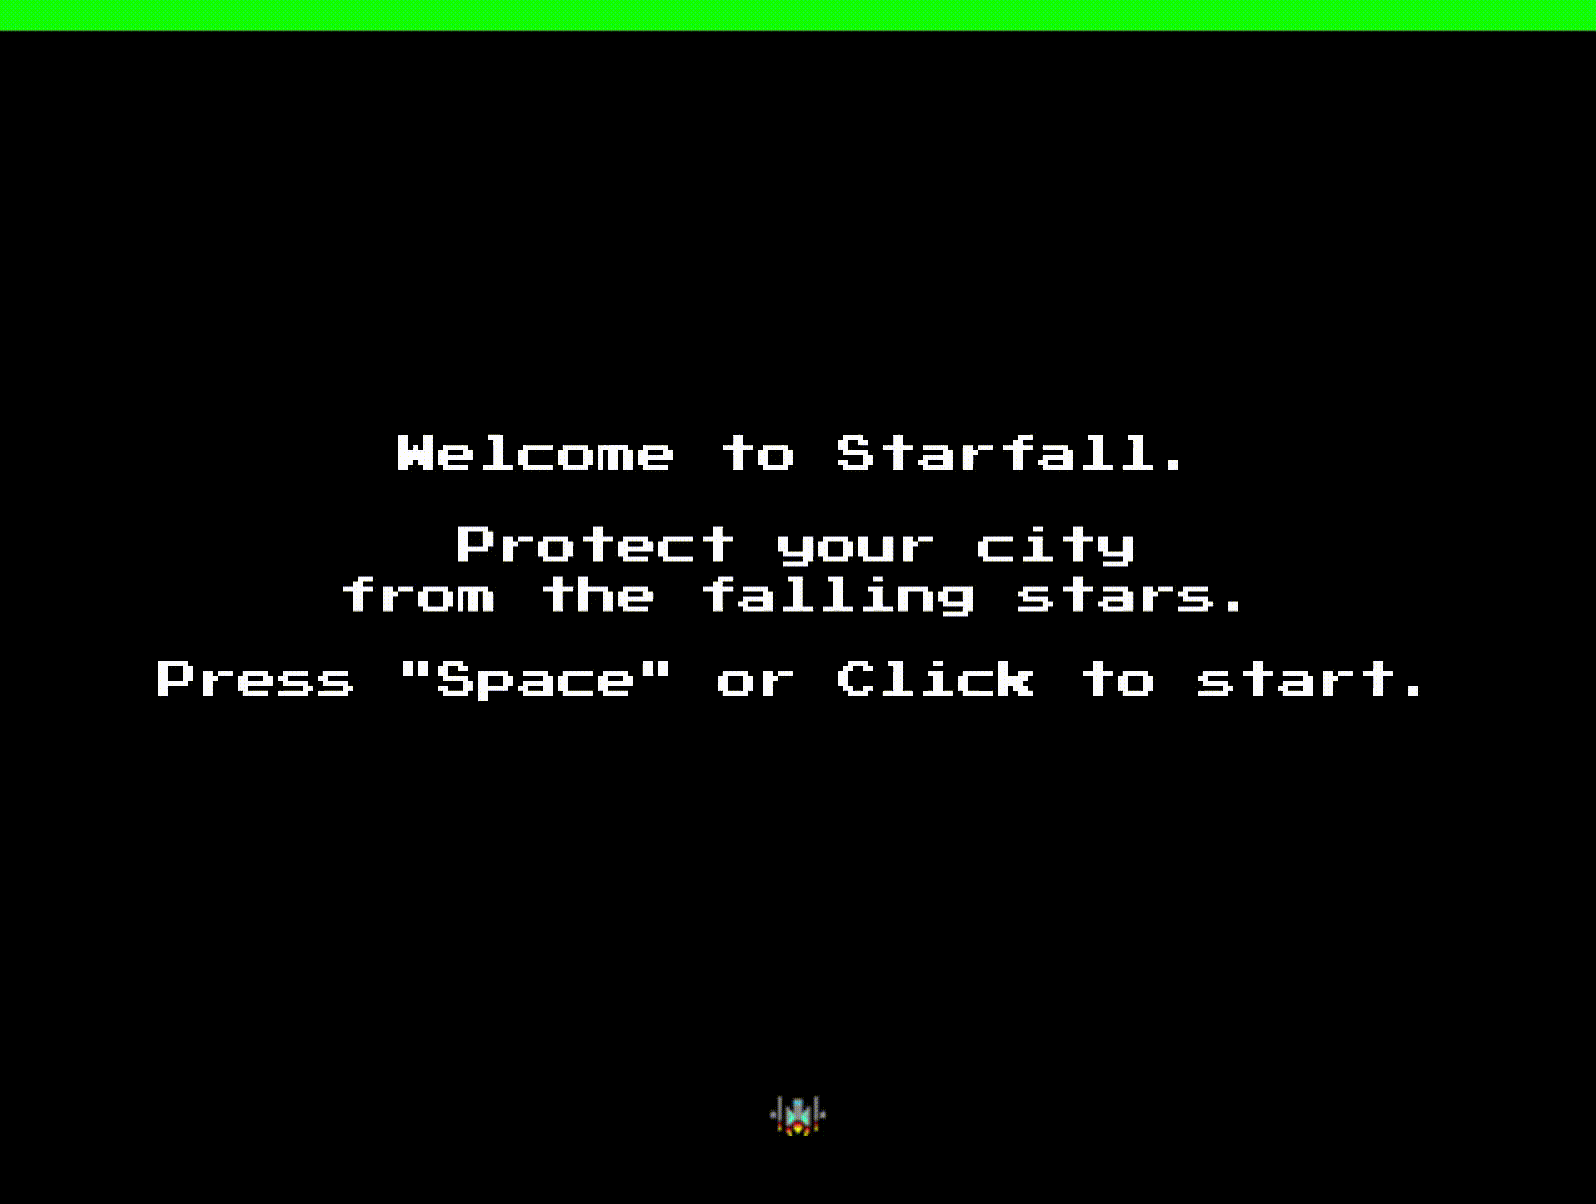 Welcome to Starfall.
Protect your city
from the falling stars.
Press "Space" or Click to start.